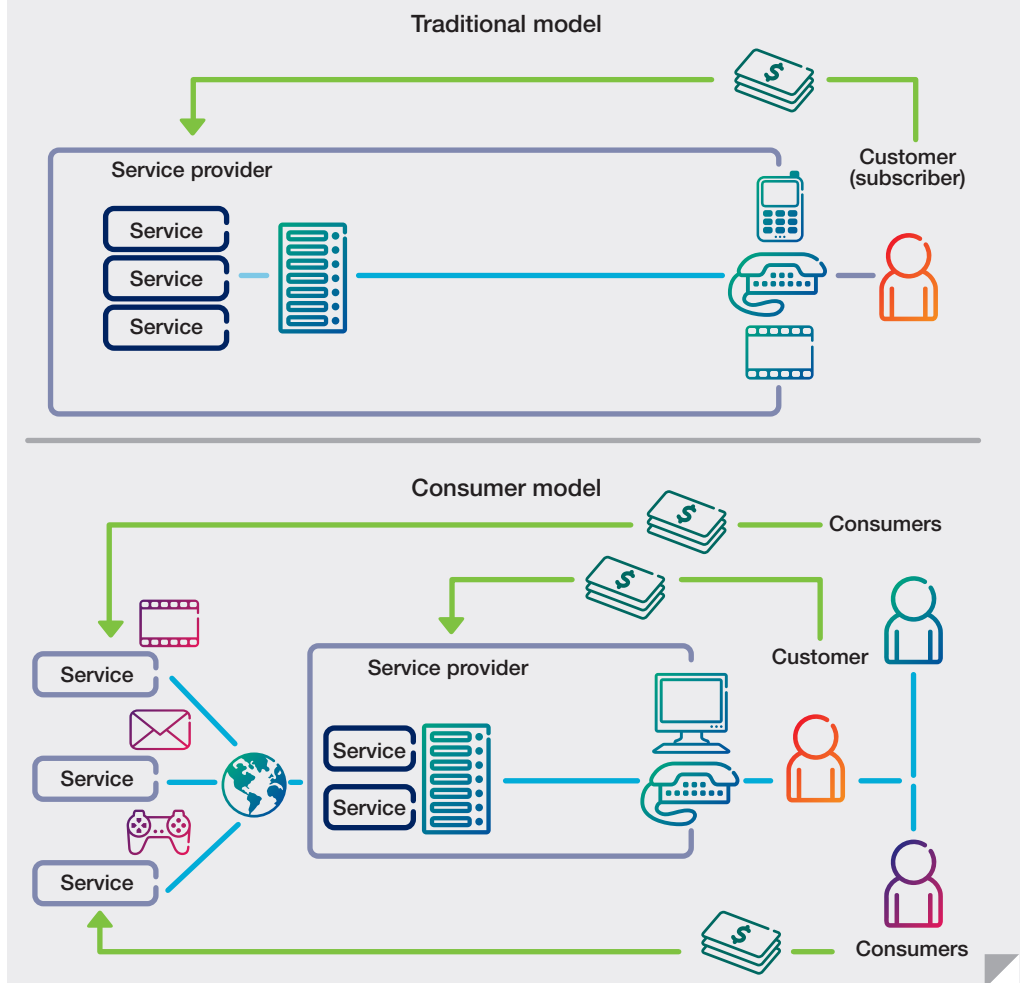 Traditional model
$
Customer
(subscriber)
Service provider
Service
Service
Service
Consumer model
$
Consumers
$
Customer
Service provider
Service
Service
Service
Service
Service
$
Consumers